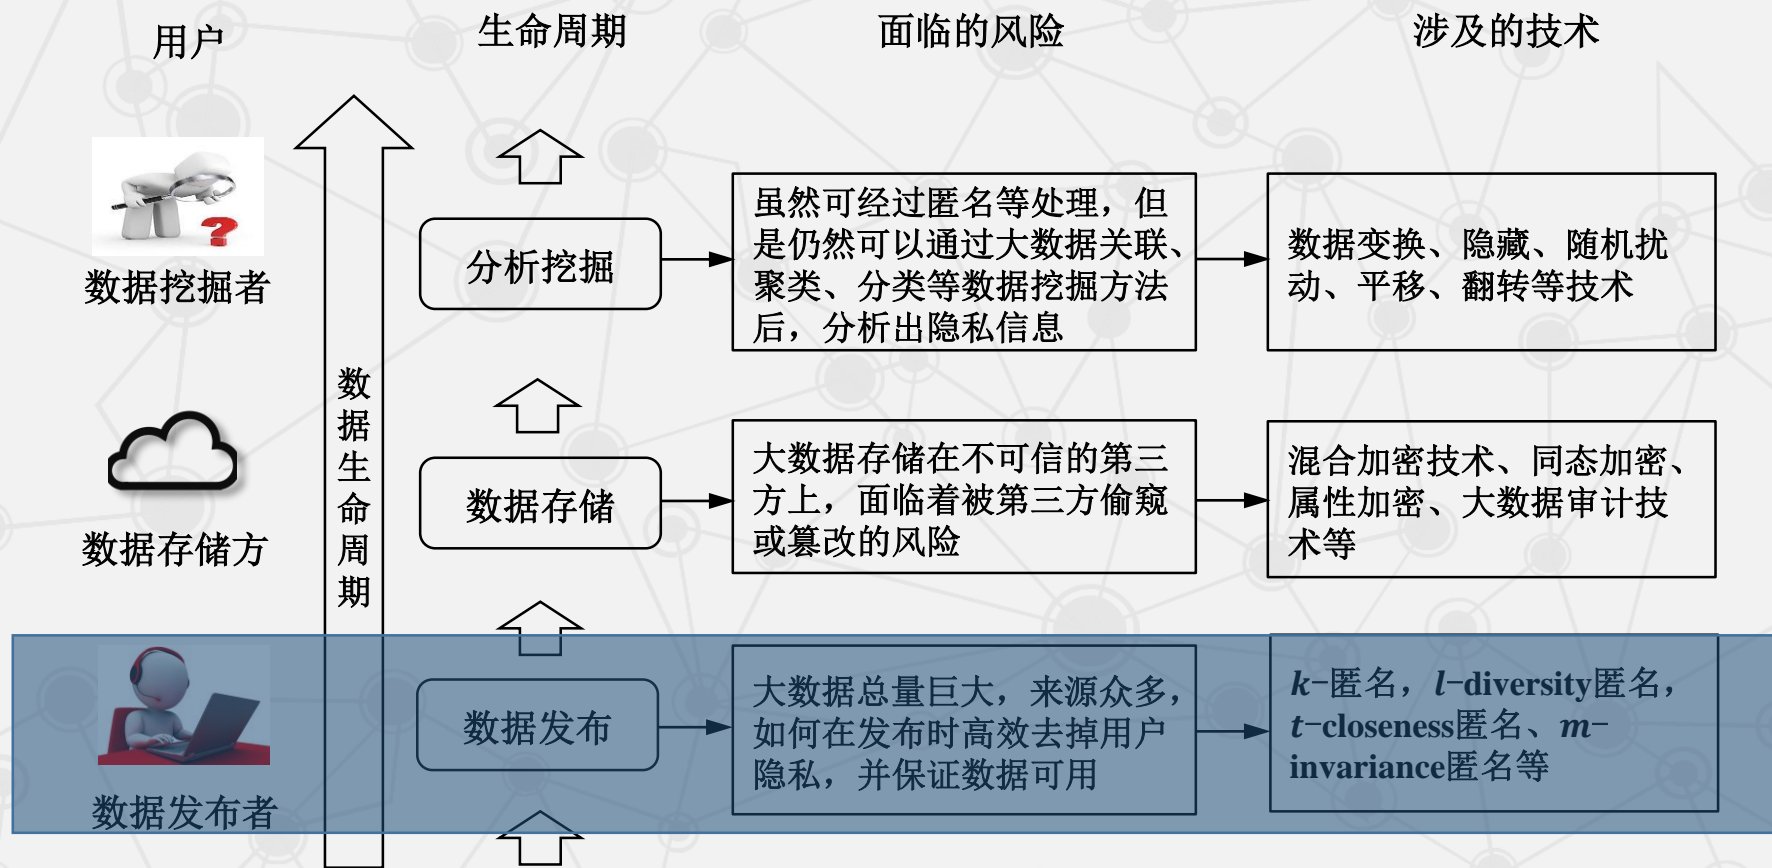 用户
生命周期
面临的风险
涉及的技术
数据挖掘者
分析挖掘
虽然可经过匿名等处理，但
是仍然可以通过大数据关联、
聚类、分类等数据挖掘方法
后，分析出隐私信息
数据变换、隐藏、随机扰
动、平移、翻转等技术
数据生命周期
数据存储方
数据存储
大数据存储在不可信的第三
方上，面临着被第三方偷窥
或篡改的风险
混合加密技术、同态加密、
属性加密、大数据审计技
术等
数据发布者
数据发布
大数据总量巨大，来源众多，
如何在发布时高效去掉用户
隐私，并保证数据可用
k-匿名，l-diversity匿名，
t-closeness匿名、m-
invariance匿名等